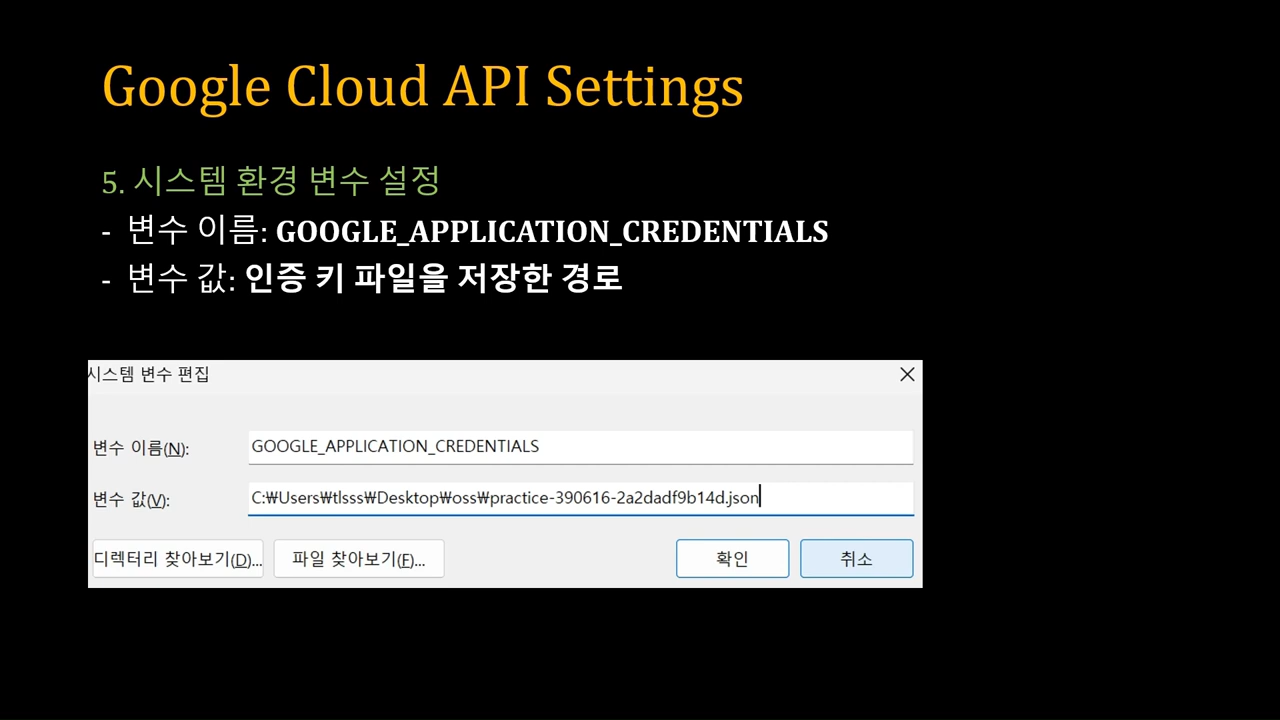 Google Cloud API Settings
5. 시스템 환경 변수 설정
- 변수 이름: GOOGLE_APPLICATION_CREDENTIALS
- 변수 값: 인증 키 파일을 저장한 경로
시스템 변수 편집
변수 이름(N): GOOGLE_APPLICATION_CREDENTIALS
변수 값(V): C:₩Users₩tlsss₩Desktop₩oss₩practice-390616-2a2dadf9b14d.json
디렉터리 찾아보기(D)... 파일 찾아보기(F)... 확인 취소